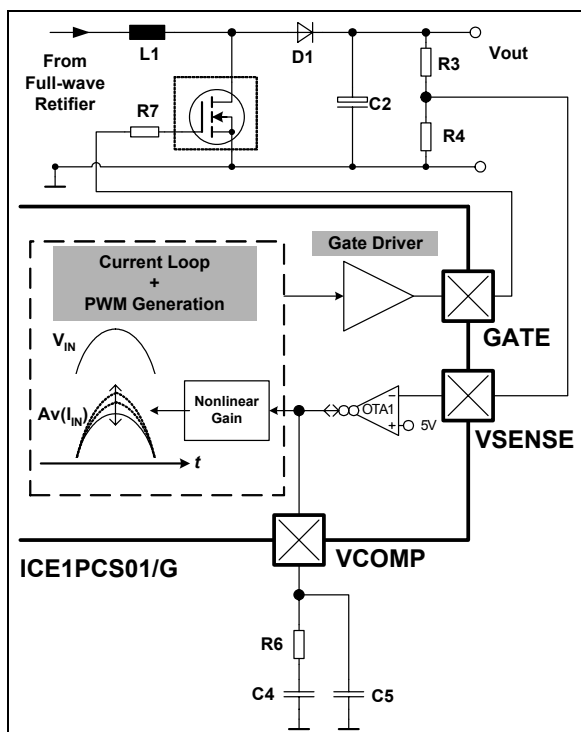 L1
D1
Vout
From
Full-wave
Retifier
R3
C2
R7
R4
Gate Driver
Current Loop
+
PWM Generation
GATE
VIN
Av(IIN)
Nonlinear
Gain
OTA1
−
+
5V
VSENSE
t
VCOMP
ICE1PCS01/G
R6
C4
C5